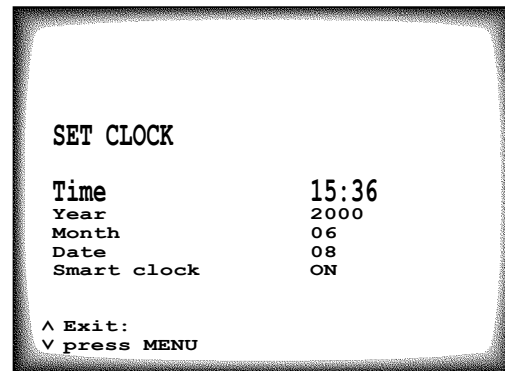 SET CLOCK
Time 15:36
Year 2000
Month 06
Date 08
Smart clock ON
^ Exit:
v press MENU